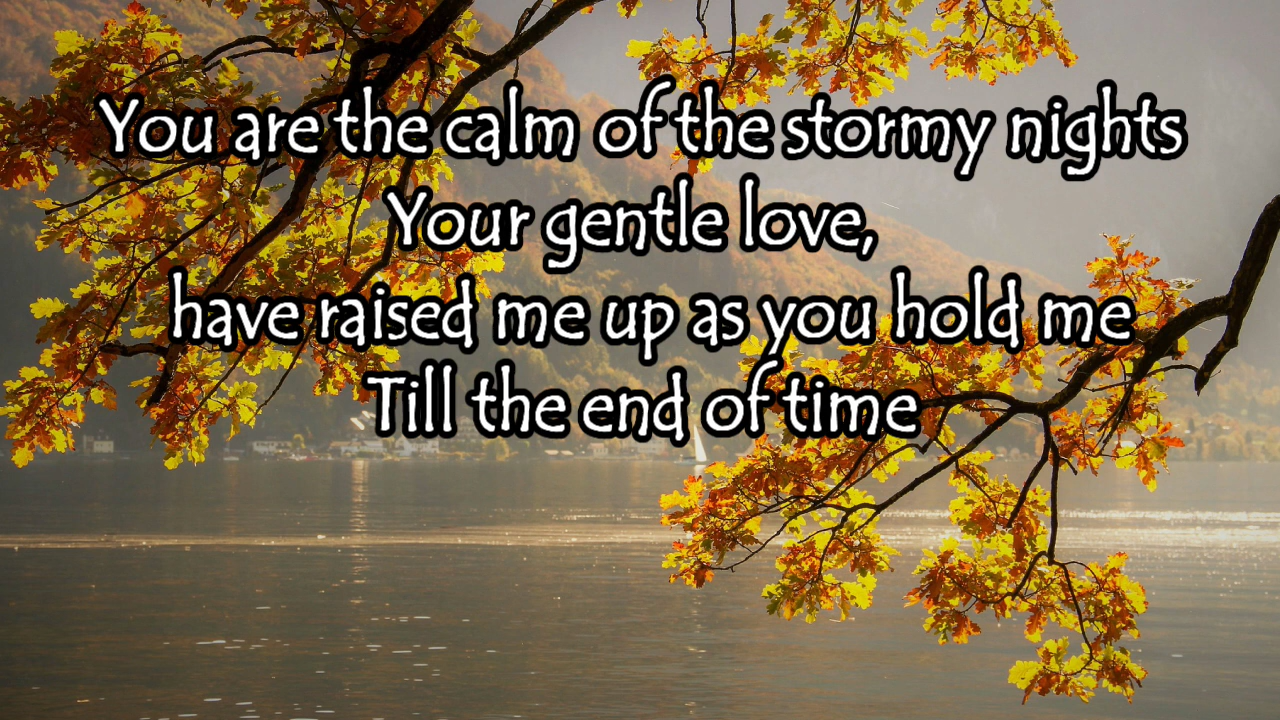 You are the calm of the stormy nights
Your gentle love,
have raised me up as you hold me
Till the end of time